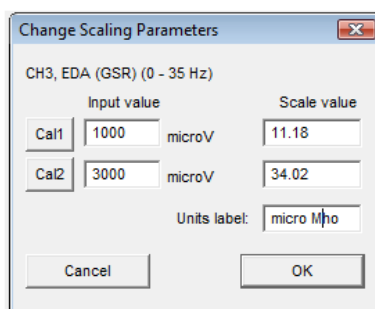 Change Scaling Parameters
CH3, EDA (GSR) (0 - 35 Hz)
Input value Scale value
Cal1 1000 microV 11.18
Cal2 3000 microV 34.02
Units label: micro Mho
Cancel OK